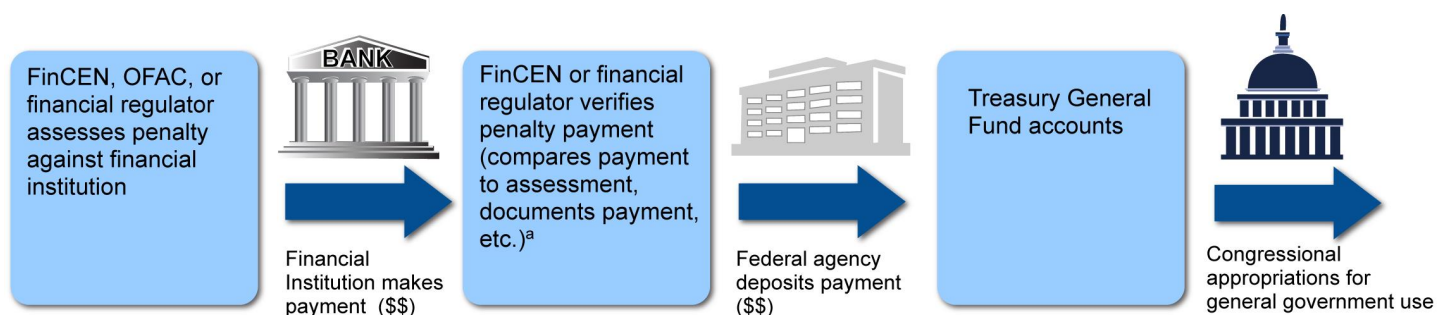 FinCEN, OFAC, or
financial regulator
assesses penalty
against financial
institution
BANK
Financial
Institution makes
payment ($$)
FinCEN or financial
regulator verifies
penalty payment
(compares payment
to assessment,
documents payment,
etc.)ᵃ
Federal agency
deposits payment
($$)
Treasury General
Fund accounts
Congressional
appropriations for
general government use